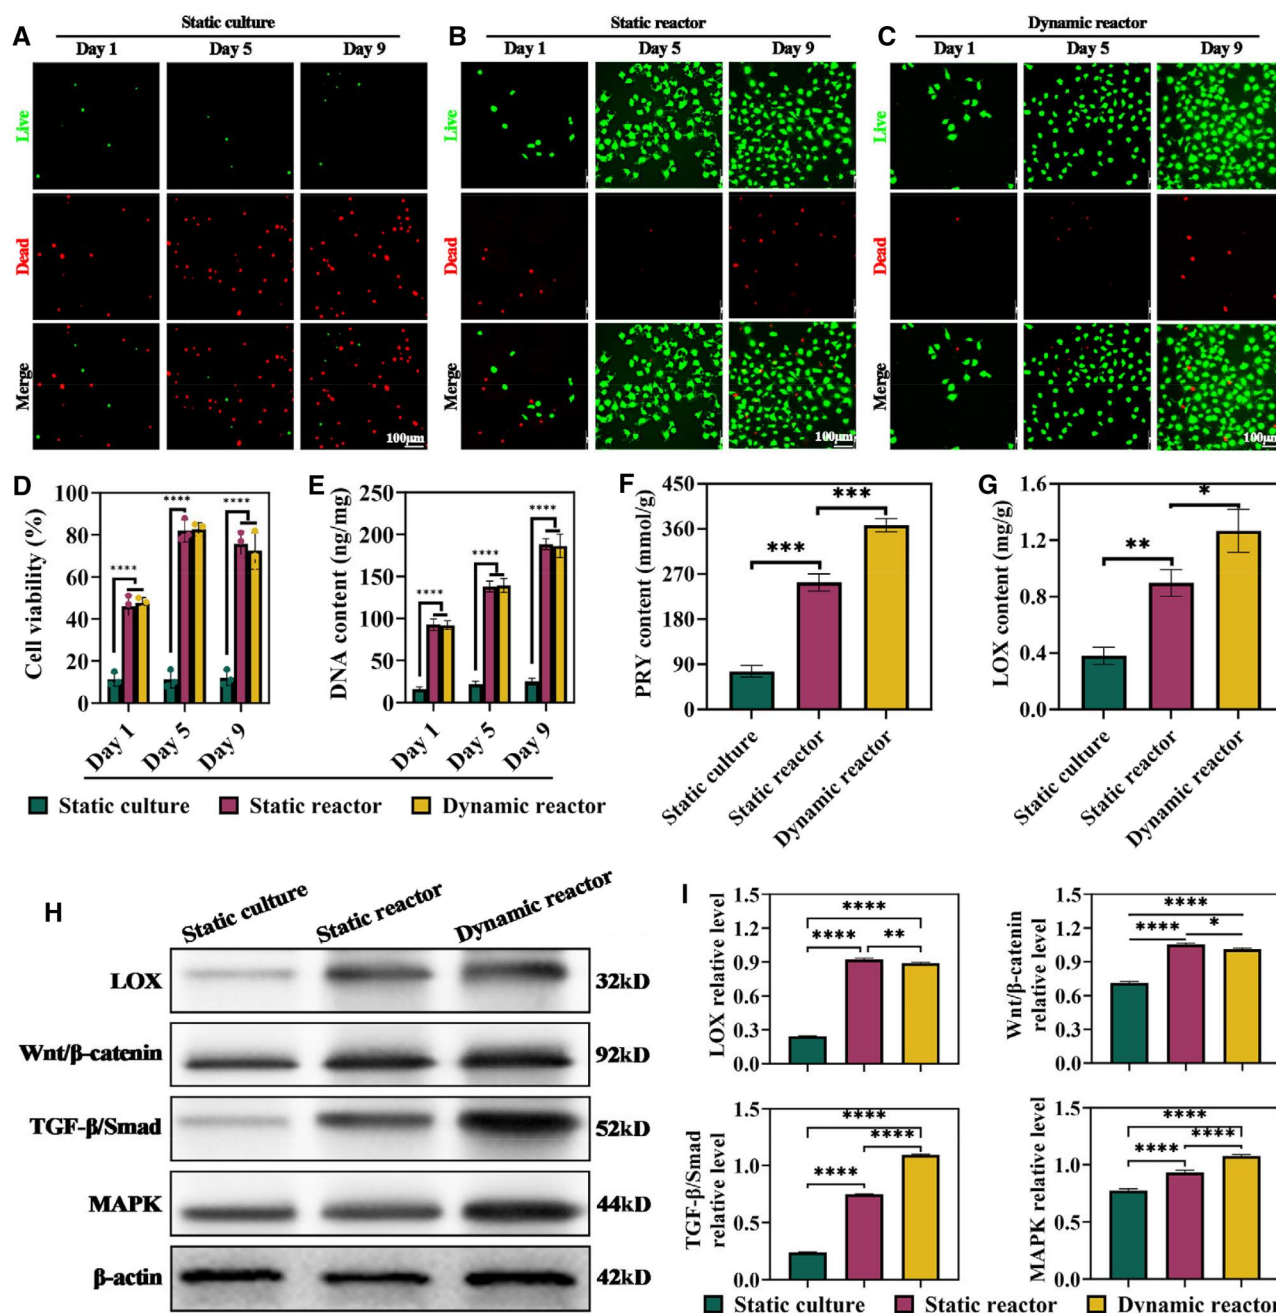 Static culture
Static reactor
Dynamic reactor
A
Day 1
Day 5
Day 9
B
Day 1
Day 5
Day 9
C
Day 1
Day 5
Day 9
Live
Dead
Merge
100μm
Live
Dead
Merge
100μm
Live
Dead
Merge
100μm
D
Cell viability (%)
100
80
60
40
20
0
****
****
****
Day 1
Day 5
Day 9
E
DNA content (ng/mg)
250
200
150
100
50
0
****
****
****
Day 1
Day 5
Day 9
Static culture
Static reactor
Dynamic reactor
F
PRY content (mmol/g)
450
360
270
180
90
0
***
***
Static culture
Static reactor
Dynamic reactor
G
LOX content (mg/g)
1.6
1.2
0.8
0.4
0.0
**
*
Static culture
Static reactor
Dynamic reactor
H
Static culture
Static reactor
Dynamic reactor
LOX
32kD
Wnt/β-catenin
92kD
TGF-β/Smad
52kD
MAPK
44kD
β-actin
42kD
I
LOX relative level
1.5
1.2
0.9
0.6
0.3
0.0
****
****
**
Wnt/β-catenin
relative level
1.5
1.2
0.9
0.6
0.3
0.0
****
****
*
TGF-β/Smad
relative level
1.5
1.0
0.5
0.0
****
****
****
MAPK relative level
1.5
1.0
0.5
0.0
****
****
****
Static culture
Static reactor
Dynamic reactor